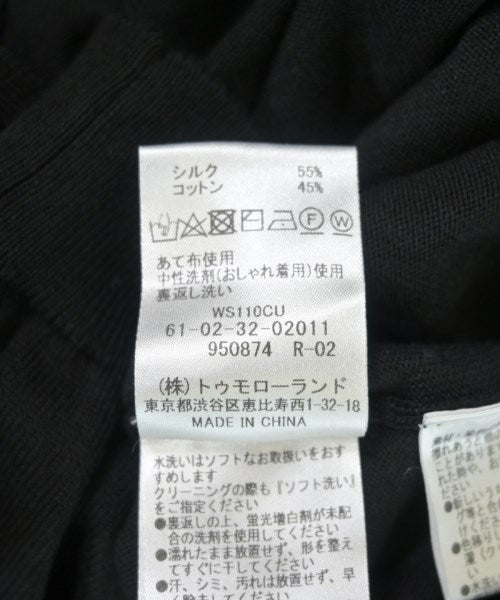 シルク 55%
コットン 45%
F W
あて布使用
中性洗剤(おしゃれ着用)使用
裏返し洗い
WS110CU
61-02-32-02011
950874 R-02
(株)トゥモローランド
東京都渋谷区恵比寿西1-32-18
MADE IN CHINA
水洗いはソフトなお取扱いをおす
すめします
クリーニングの際も『ソフト洗い』
をご指定ください
●裏返しの上、蛍光増白剤が未配
合の洗剤を使用してください
●濡れたまま放置せず、形を整え
てすぐに干してください
●汗、シミ、汚れは放置せず、早